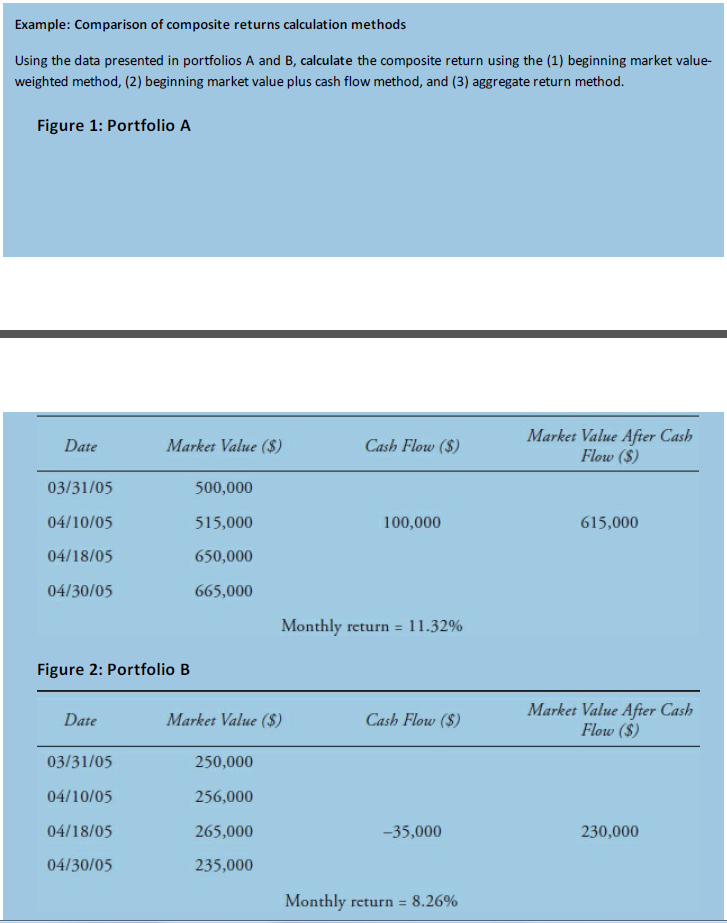 Example: Comparison of composite returns calculation methods
Using the data presented in portfolios A and B, calculate the composite return using the (1) beginning market value-
weighted method, (2) beginning market value plus cash flow method, and (3) aggregate return method.
Figure 1: Portfolio A
Date Market Value ($) Cash Flow ($) Market Value After Cash
Flow ($)
03/31/05 500,000
04/10/05 515,000 100,000 615,000
04/18/05 650,000
04/30/05 665,000
Monthly return = 11.32%
Figure 2: Portfolio B
Date Market Value ($) Cash Flow ($) Market Value After Cash
Flow ($)
03/31/05 250,000
04/10/05 256,000
04/18/05 265,000 −35,000 230,000
04/30/05 235,000
Monthly return = 8.26%